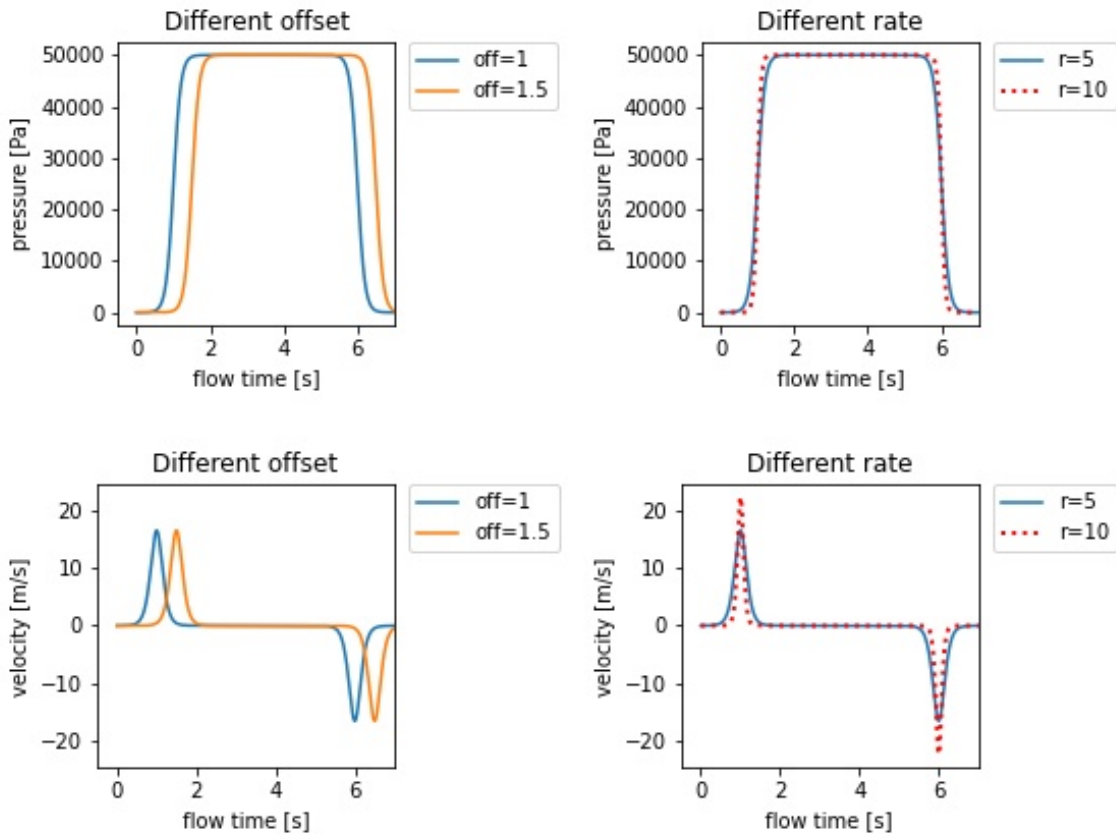 Different offset
off=1
off=1.5
50000
40000
30000
20000
10000
0
pressure [Pa]
0
2
4
6
flow time [s]
Different rate
r=5
r=10
50000
40000
30000
20000
10000
0
pressure [Pa]
0
2
4
6
flow time [s]
Different offset
off=1
off=1.5
20
10
0
−10
−20
velocity [m/s]
0
2
4
6
flow time [s]
Different rate
r=5
r=10
20
10
0
−10
−20
velocity [m/s]
0
2
4
6
flow time [s]